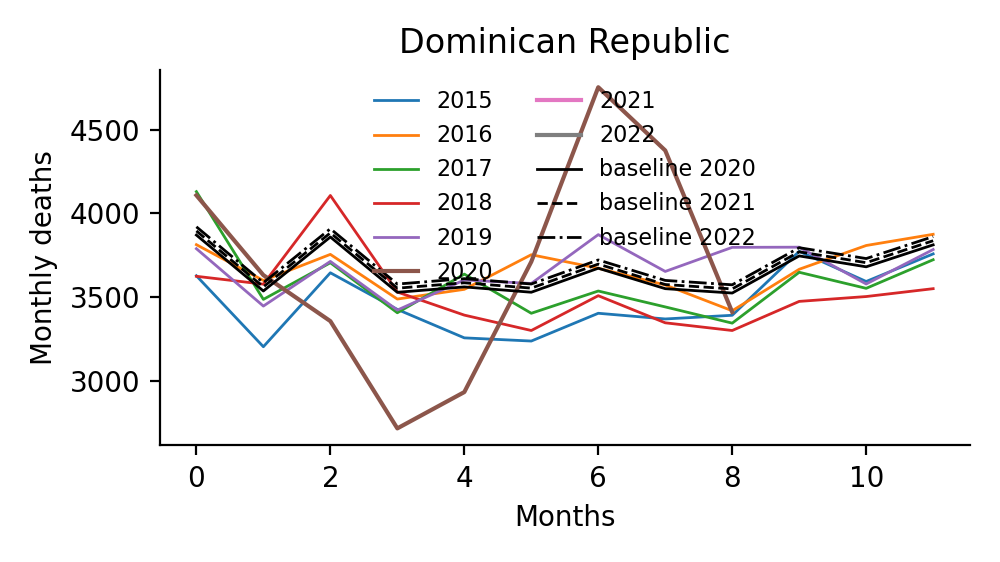 Dominican Republic
2015
2016
2017
2018
2019
2020
2021
2022
baseline 2020
baseline 2021
baseline 2022
Monthly deaths
4500
4000
3500
3000
0 2 4 6 8 10
Months